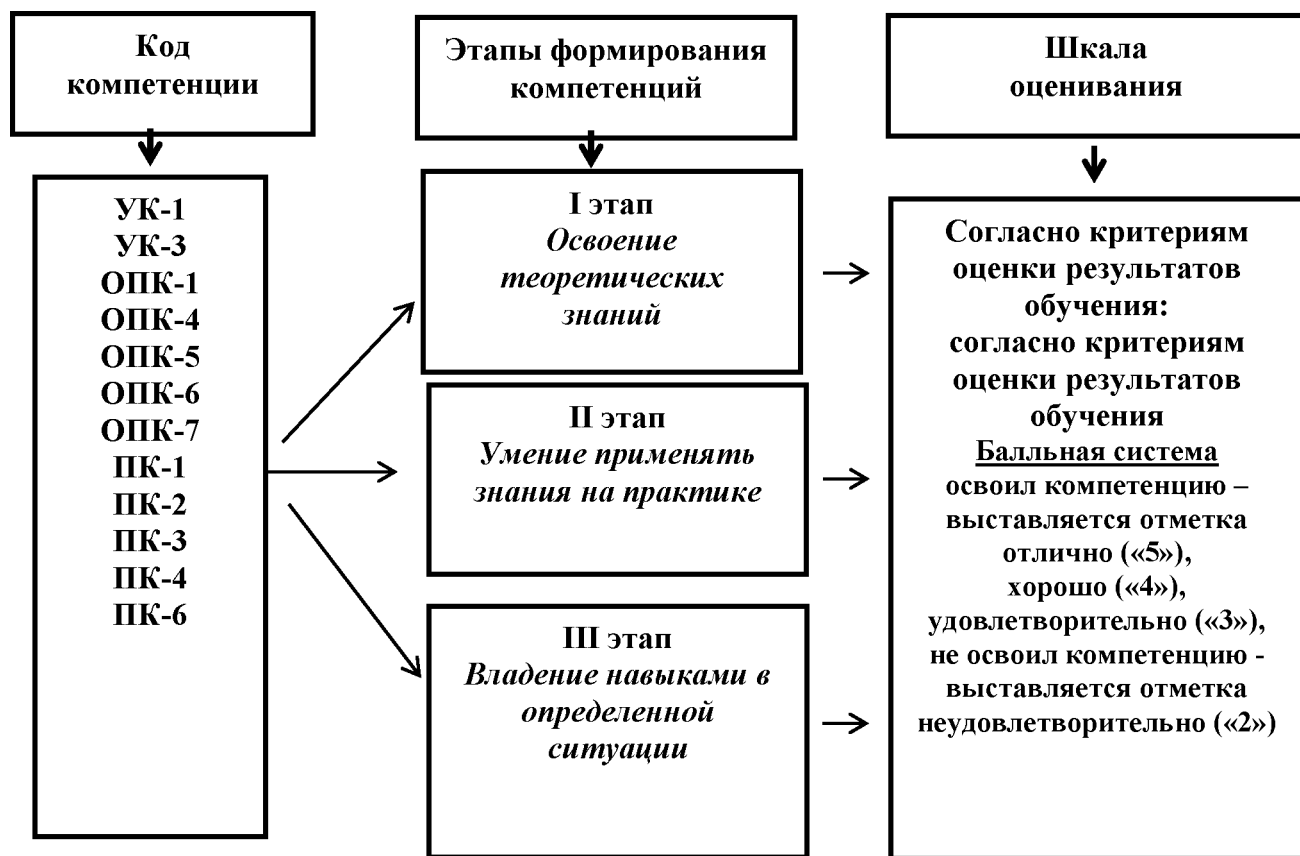 Код
компетенции
УК-1
УК-3
ОПК-1
ОПК-4
ОПК-5
ОПК-6
ОПК-7
ПК-1
ПК-2
ПК-3
ПК-4
ПК-6
Этапы формирования
компетенций
I этап
Освоение
теоретических
знаний
II этап
Умение применять
знания на практике
III этап
Владение навыками в
определенной
ситуации
Шкала
оценивания
Согласно критериям
оценки результатов
обучения:
согласно критериям
оценки результатов
обучения
Балльная система
освоил компетенцию –
выставляется отметка
отлично («5»),
хорошо («4»),
удовлетворительно («3»),
не освоил компетенцию -
выставляется отметка
неудовлетворительно («2»)